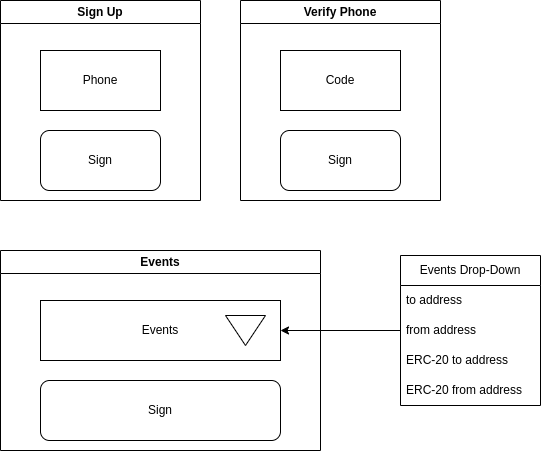 Sign Up
Phone
Sign
Verify Phone
Code
Sign
Events
Events
Sign
Events Drop-Down
to address
from address
ERC-20 to address
ERC-20 from address